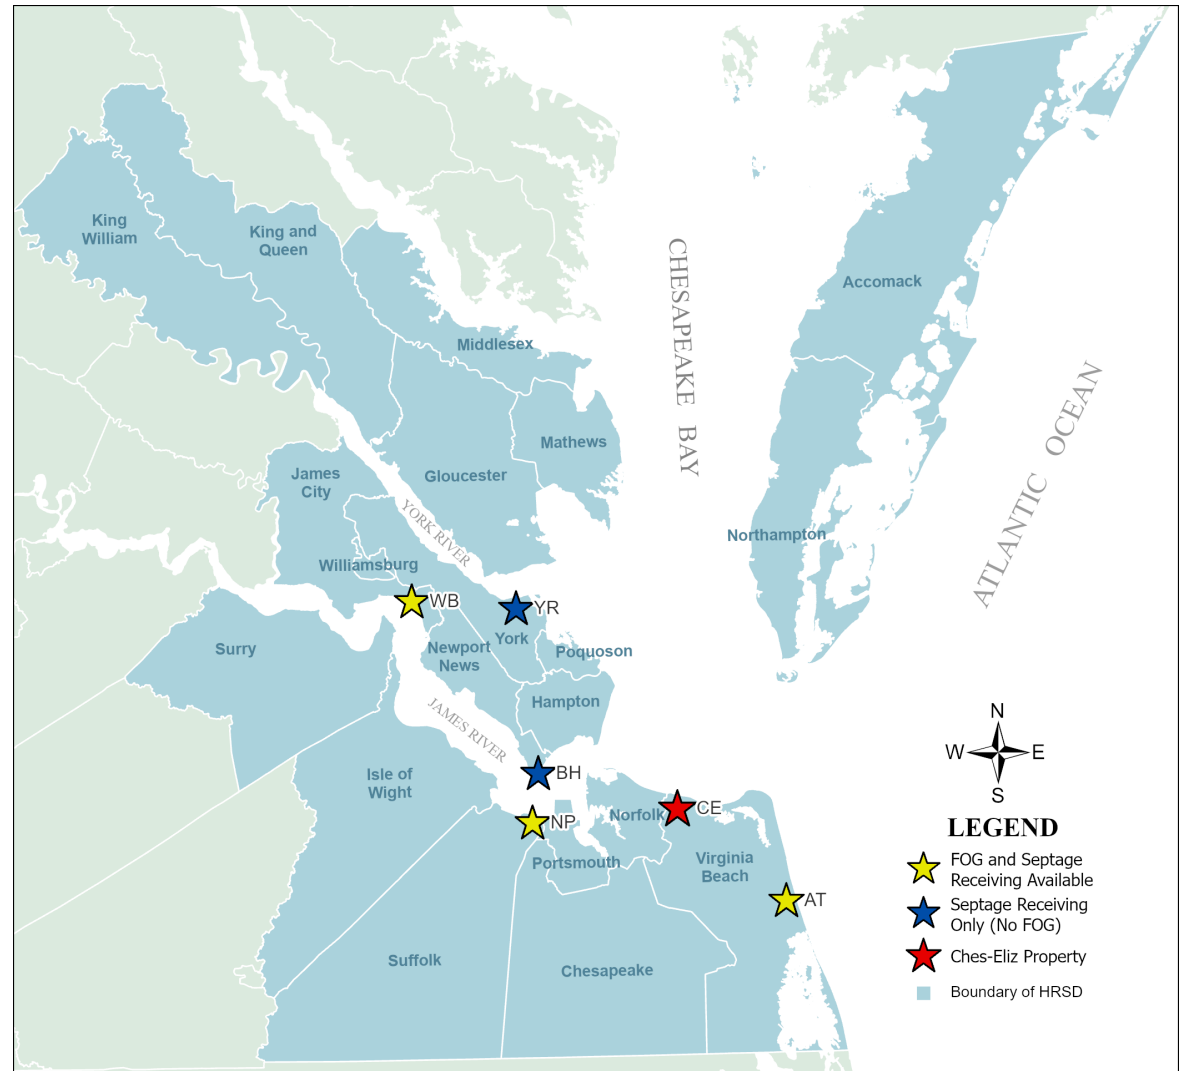 King
William
King and
Queen
CHESAPEAKE BAY
Accomack
Middlesex
ATLANTIC OCEAN
Mathews
James
City
Gloucester
YORK RIVER
Northampton
Williamsburg
WB
YR
York
Surry
Newport
News
Poquoson
Hampton
JAMES RIVER
N
W
E
S
Isle of
Wight
BH
CE
Norfolk
NP
Portsmouth
Virginia
Beach
AT
Suffolk
Chesapeake
LEGEND
FOG and Septage
Receiving Available
Septage Receiving
Only (No FOG)
Ches-Eliz Property
Boundary of HRSD